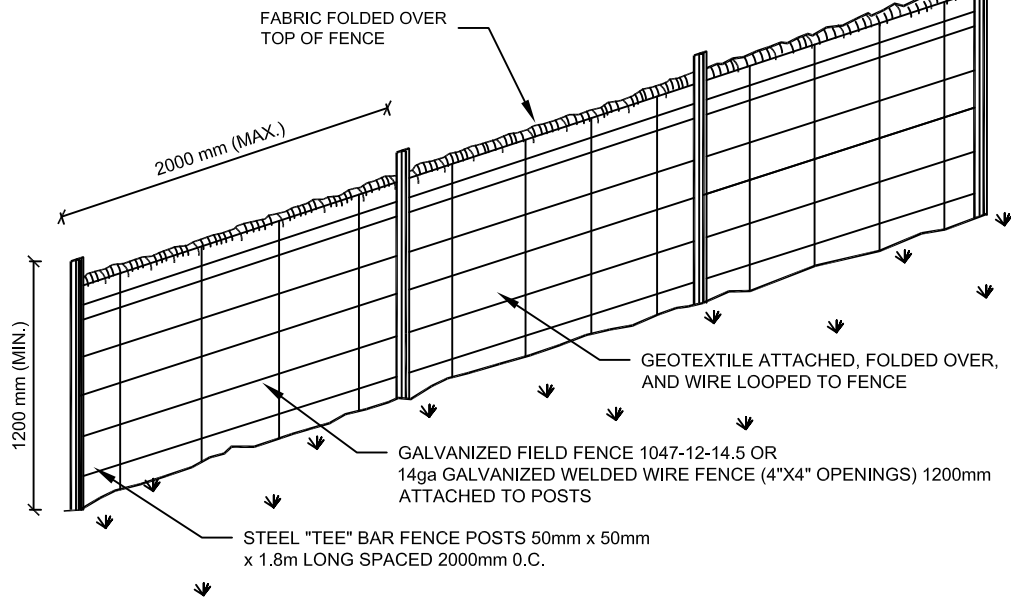 FABRIC FOLDED OVER
TOP OF FENCE
2000 mm (MAX.)
1200 mm (MIN.)
GEOTEXTILE ATTACHED, FOLDED OVER,
AND WIRE LOOPED TO FENCE
GALVANIZED FIELD FENCE 1047-12-14.5 OR
14ga GALVANIZED WELDED WIRE FENCE (4"X4" OPENINGS) 1200mm
ATTACHED TO POSTS
STEEL "TEE" BAR FENCE POSTS 50mm x 50mm
x 1.8m LONG SPACED 2000mm 0.C.